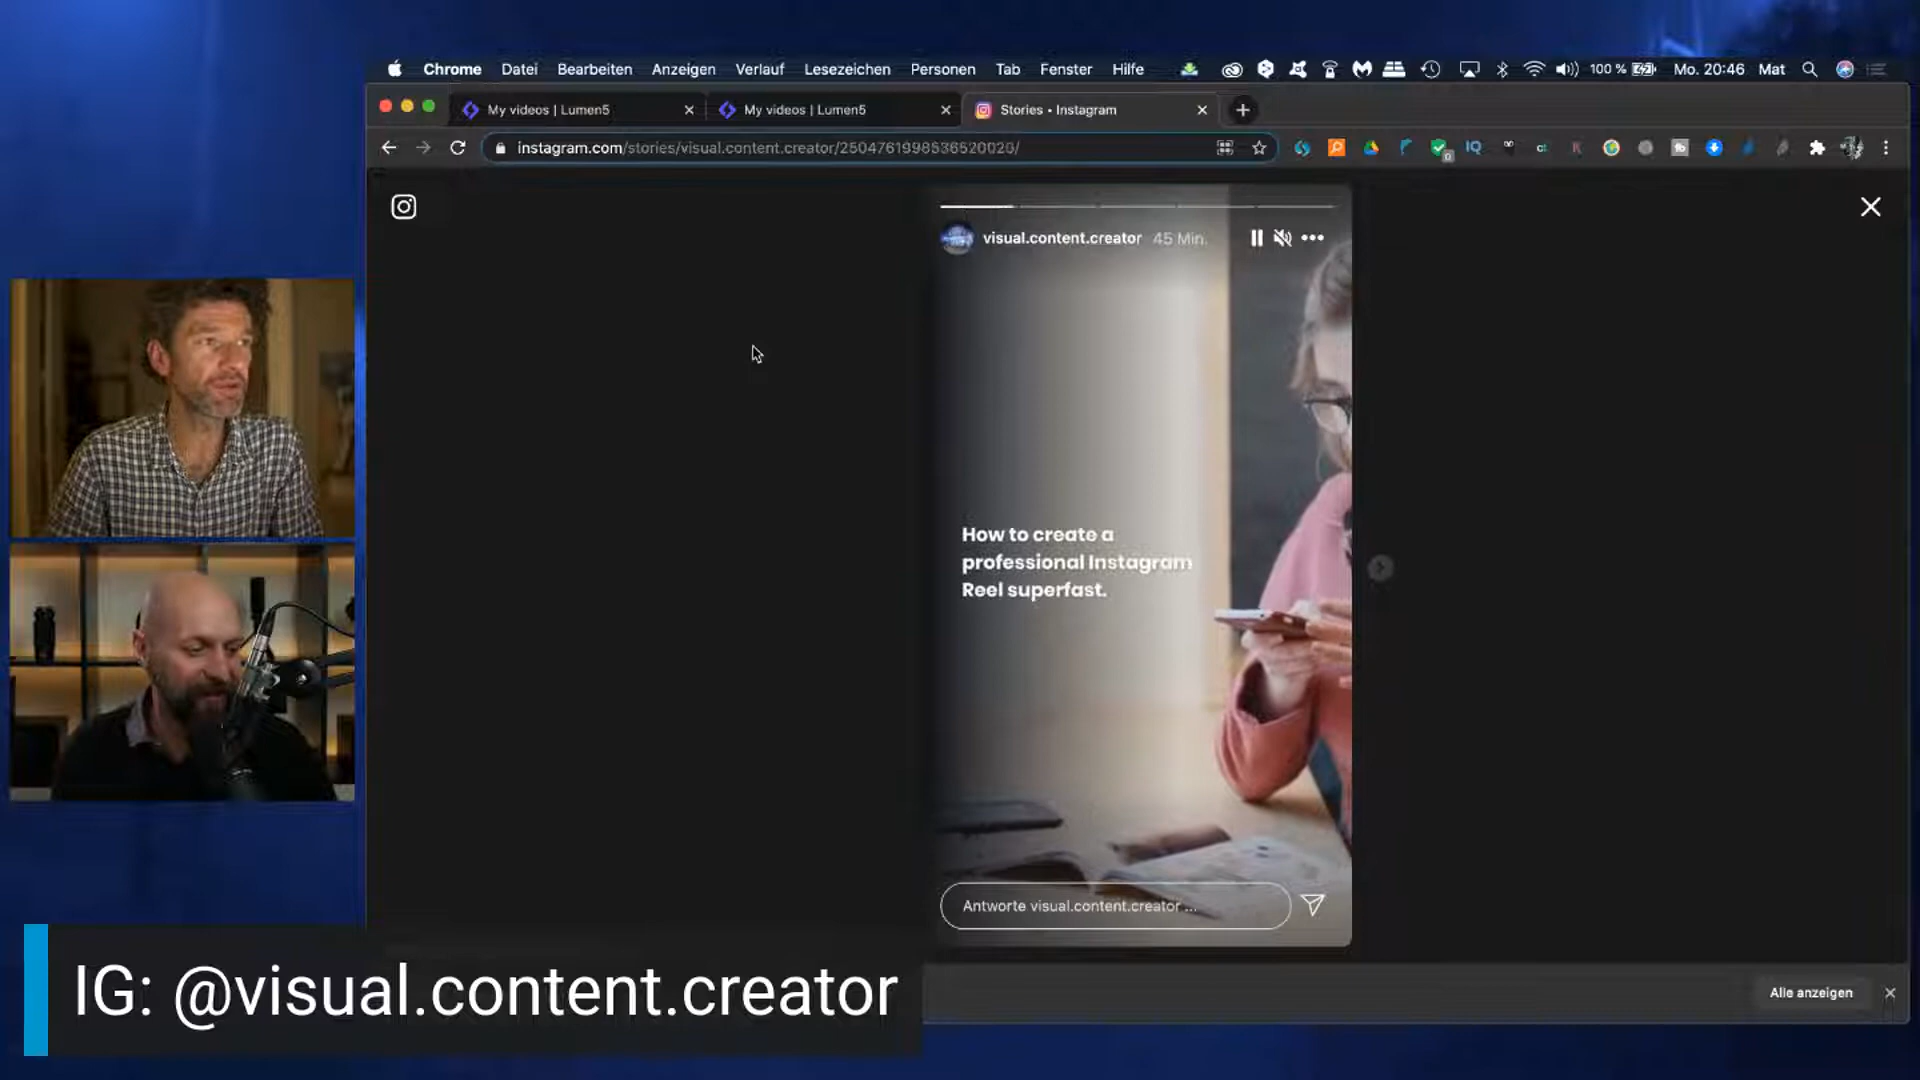 Chrome Datei Bearbeiten Anzeigen Verlauf Lesezeichen Personen Tab Fenster Hilfe 100 % Mo. 20:46 Mat
My videos | Lumen5
My videos | Lumen5
Stories • Instagram
instagram.com/stories/visual.content.creator/2504761998536520020/
IQ
visual.content.creator 45 Min.
How to create a
professional Instagram
Reel superfast.
Antworte visual.content.creator ...
Alle anzeigen
IG: @visual.content.creator